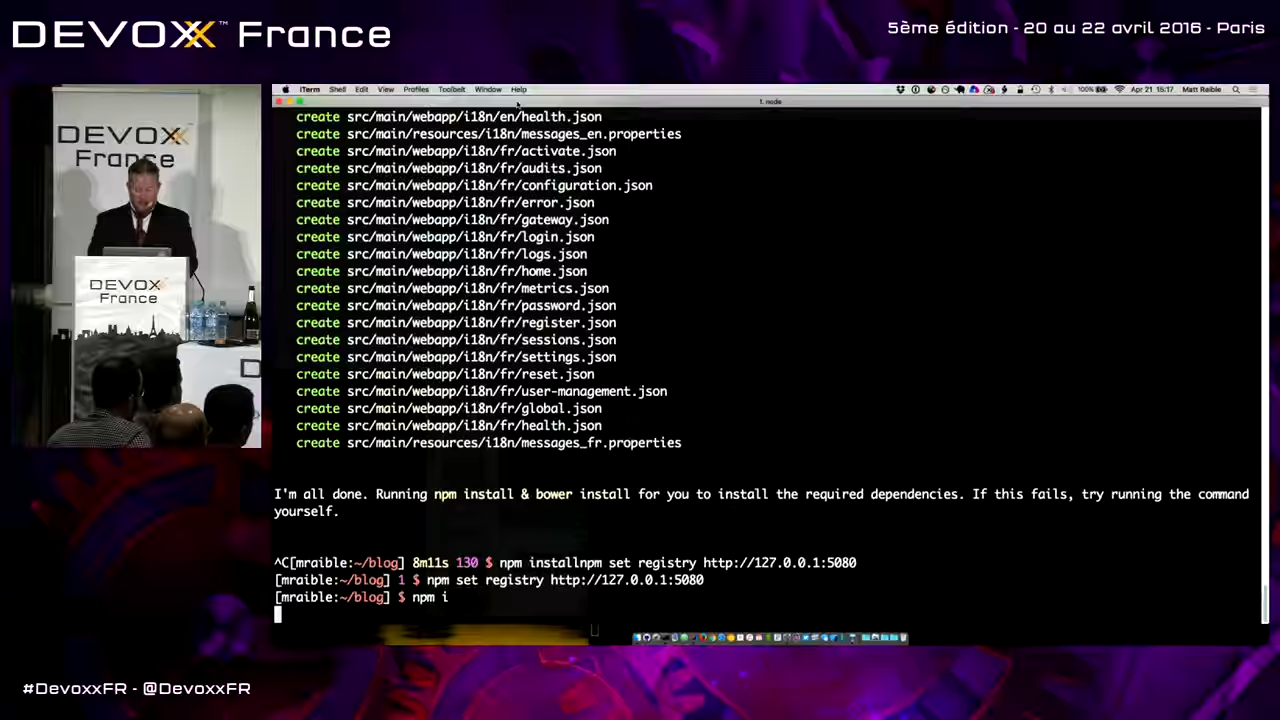 DEVOXX™ France
5ème édition - 20 au 22 avril 2016 - Paris
iTerm Shell Edit View Profiles Toolbelt Window Help
100% Apr 21 15:17 Matt Raible
1. node
DEVOXX
France
DEVOXX
France
create src/main/webapp/i18n/en/health.json
create src/main/resources/i18n/messages_en.properties
create src/main/webapp/i18n/fr/activate.json
create src/main/webapp/i18n/fr/audits.json
create src/main/webapp/i18n/fr/configuration.json
create src/main/webapp/i18n/fr/error.json
create src/main/webapp/i18n/fr/gateway.json
create src/main/webapp/i18n/fr/login.json
create src/main/webapp/i18n/fr/logs.json
create src/main/webapp/i18n/fr/home.json
create src/main/webapp/i18n/fr/metrics.json
create src/main/webapp/i18n/fr/password.json
create src/main/webapp/i18n/fr/register.json
create src/main/webapp/i18n/fr/sessions.json
create src/main/webapp/i18n/fr/settings.json
create src/main/webapp/i18n/fr/reset.json
create src/main/webapp/i18n/fr/user-management.json
create src/main/webapp/i18n/fr/global.json
create src/main/webapp/i18n/fr/health.json
create src/main/resources/i18n/messages_fr.properties
I'm all done. Running npm install & bower install for you to install the required dependencies. If this fails, try running the command
yourself.
^C[mraible:~/blog] 8m11s 130 $ npm installnpm set registry http://127.0.0.1:5080
[mraible:~/blog] 1 $ npm set registry http://127.0.0.1:5080
[mraible:~/blog] $ npm i
#DevoxxFR - @DevoxxFR